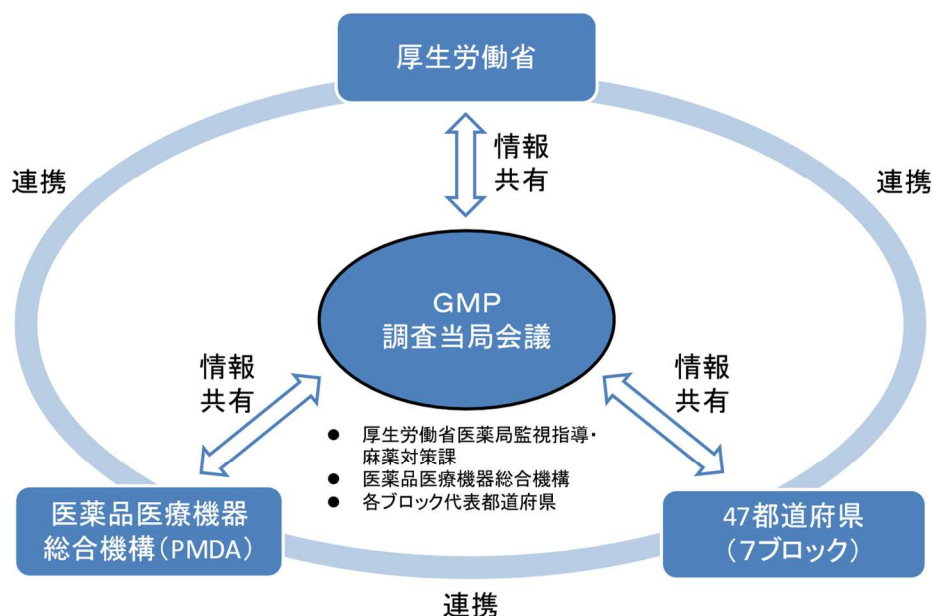 厚生労働省
情報
共有
連携
連携
GMP
調査当局会議
情報
共有
情報
共有
● 厚生労働省医薬局監視指導・
麻薬対策課
● 医薬品医療機器総合機構
● 各ブロック代表都道府県
医薬品医療機器
総合機構(PMDA)
47都道府県
(7ブロック)
連携